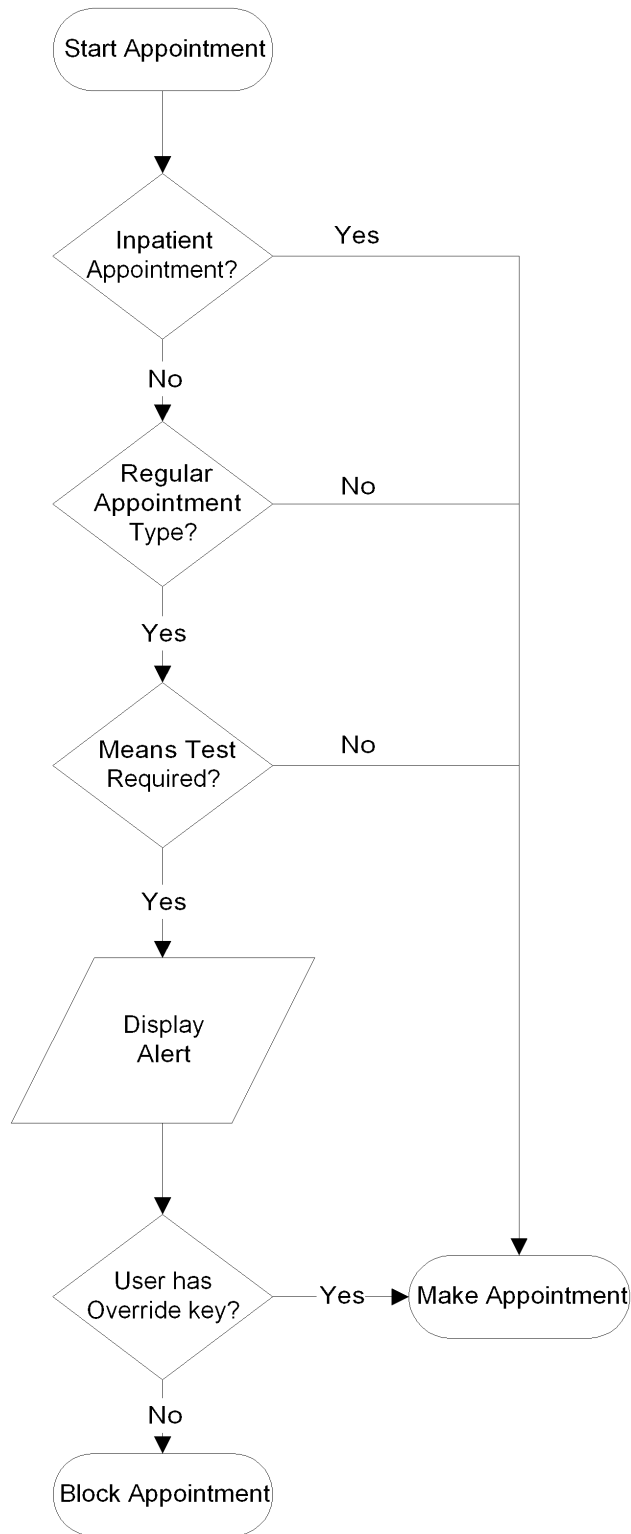 Start Appointment
Inpatient
Appointment?
Yes
No
Regular
Appointment
Type?
No
Yes
Means Test
Required?
No
Yes
Display
Alert
User has
Override key?
Yes
Make Appointment
No
Block Appointment